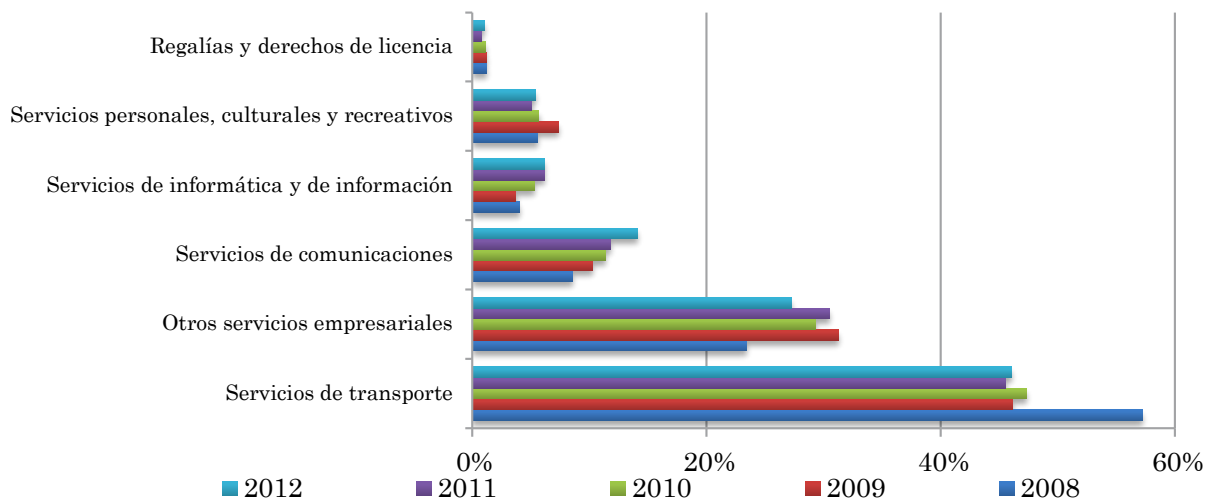 Regalías y derechos de licencia
Servicios personales, culturales y recreativos
Servicios de informática y de información
Servicios de comunicaciones
Otros servicios empresariales
Servicios de transporte
0% 20% 40% 60%
2012 2011 2010 2009 2008